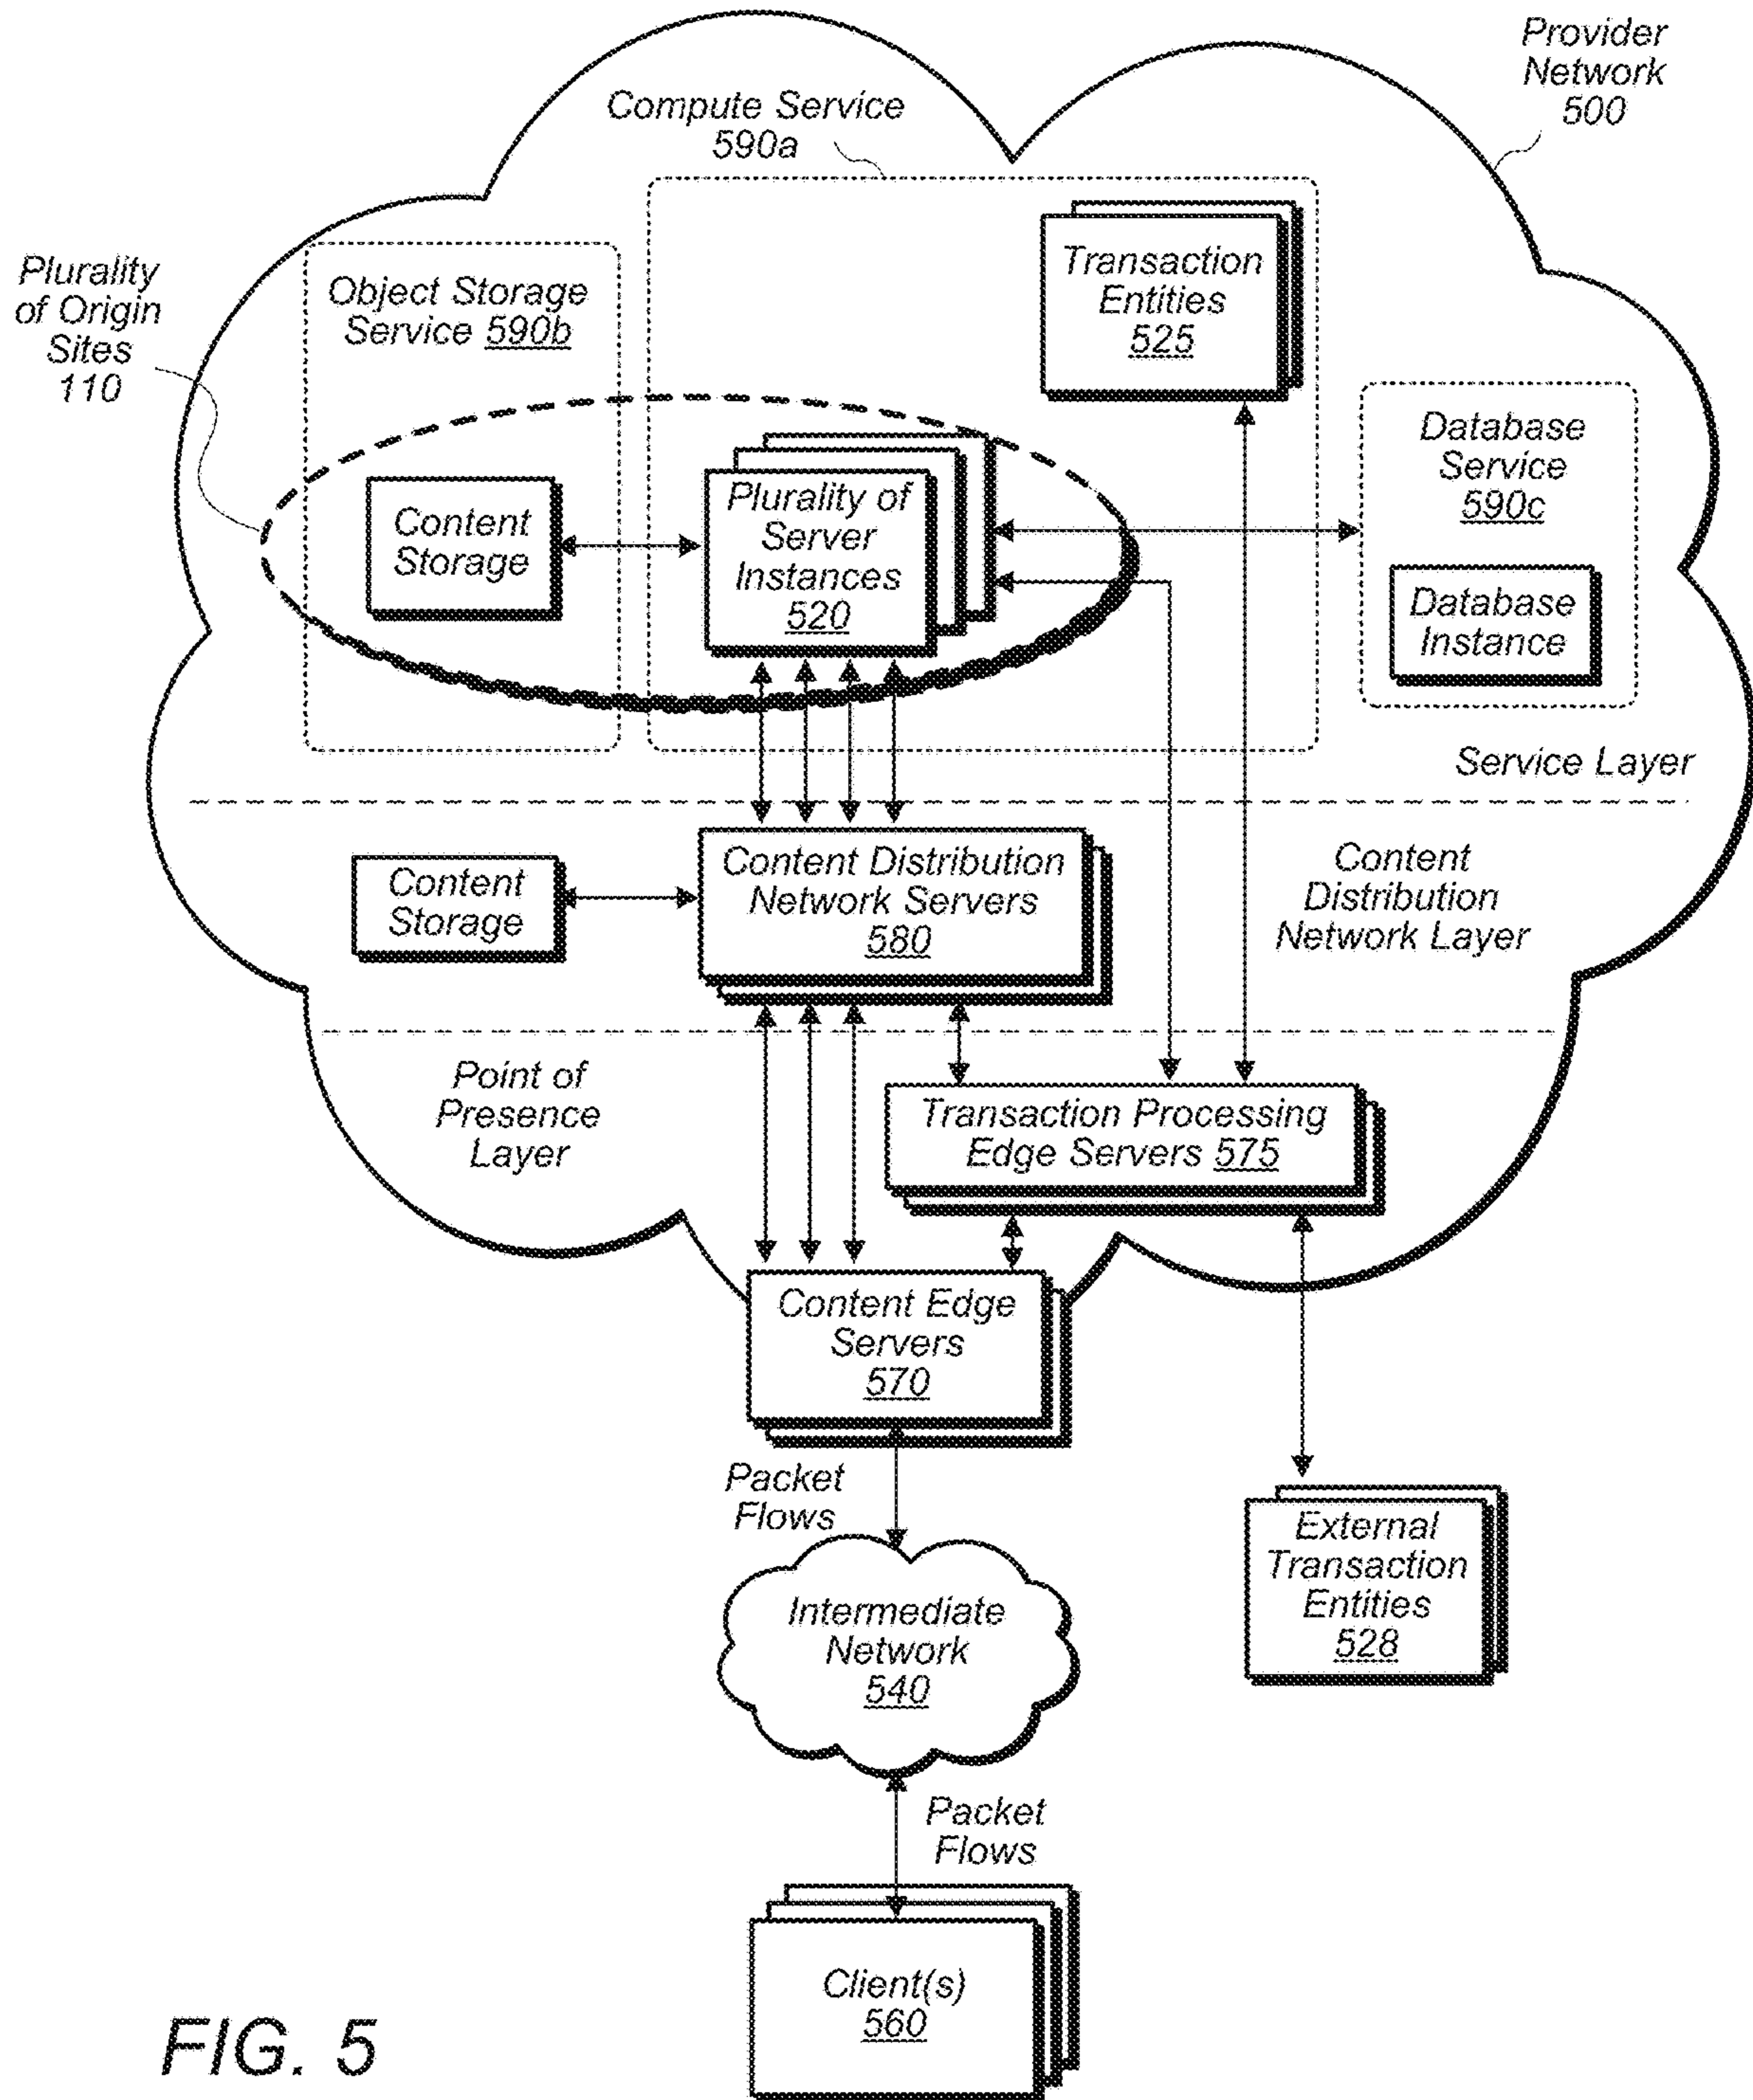 Provider
Network
500
Compute Service
590a
Plurality
of Origin
Sites
110
Object Storage
Service 590b
Transaction
Entities
525
Database
Service
590c
Database
Instance
Content
Storage
Plurality of
Server
Instances
520
Service Layer
Content
Storage
Content Distribution
Network Servers
580
Content
Distribution
Network Layer
Point of
Presence
Layer
Transaction Processing
Edge Servers 575
Content Edge
Servers
570
Packet
Flows
External
Transaction
Entities
528
Intermediate
Network
540
Packet
Flows
Client(s)
560
FIG. 5